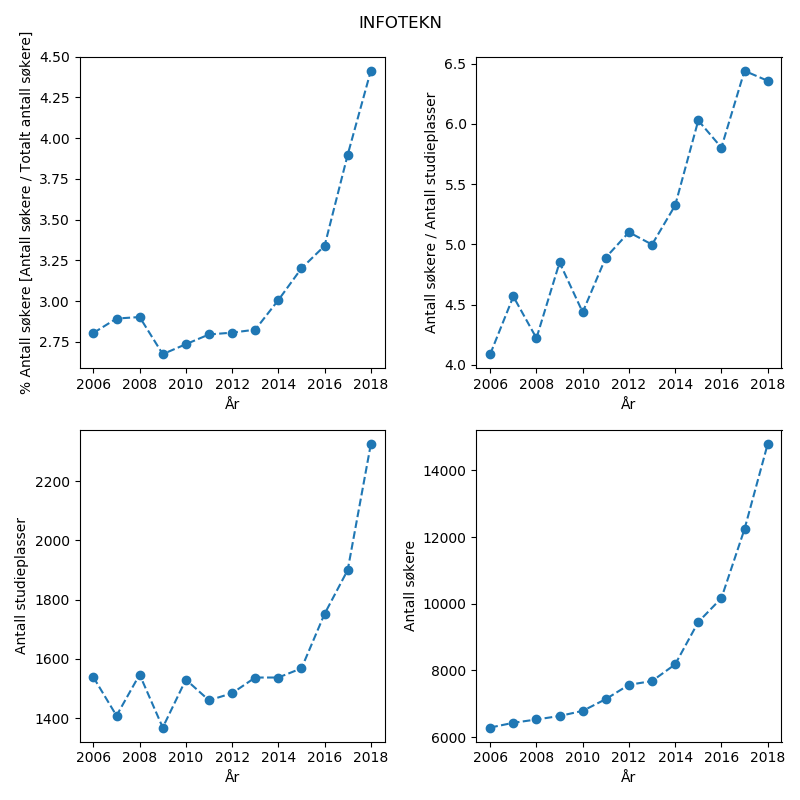 INFOTEKN
% Antall søkere [Antall søkere / Totalt antall søkere]
4.50
4.25
4.00
3.75
3.50
3.25
3.00
2.75
2006 2008 2010 2012 2014 2016 2018
År
Antall søkere / Antall studieplasser
6.5
6.0
5.5
5.0
4.5
4.0
2006 2008 2010 2012 2014 2016 2018
År
Antall studieplasser
2200
2000
1800
1600
1400
2006 2008 2010 2012 2014 2016 2018
År
Antall søkere
14000
12000
10000
8000
6000
2006 2008 2010 2012 2014 2016 2018
År